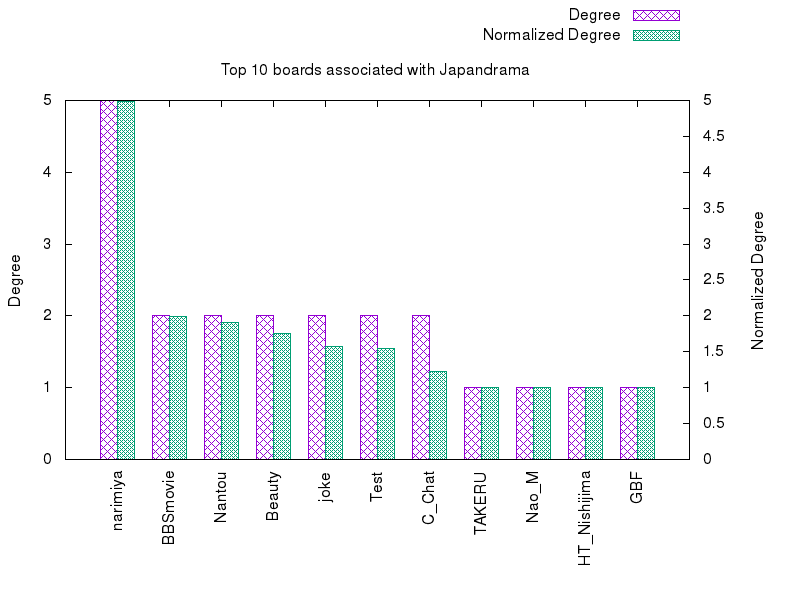 Degree
Normalized Degree
Top 10 boards associated with Japandrama
5
4
3
2
1
0
5
4.5
4
3.5
3
2.5
2
1.5
1
0.5
0
Degree
Normalized Degree
narimiya
BBSmovie
Nantou
Beauty
joke
Test
C_Chat
TAKERU
Nao_M
HT_Nishijima
GBF